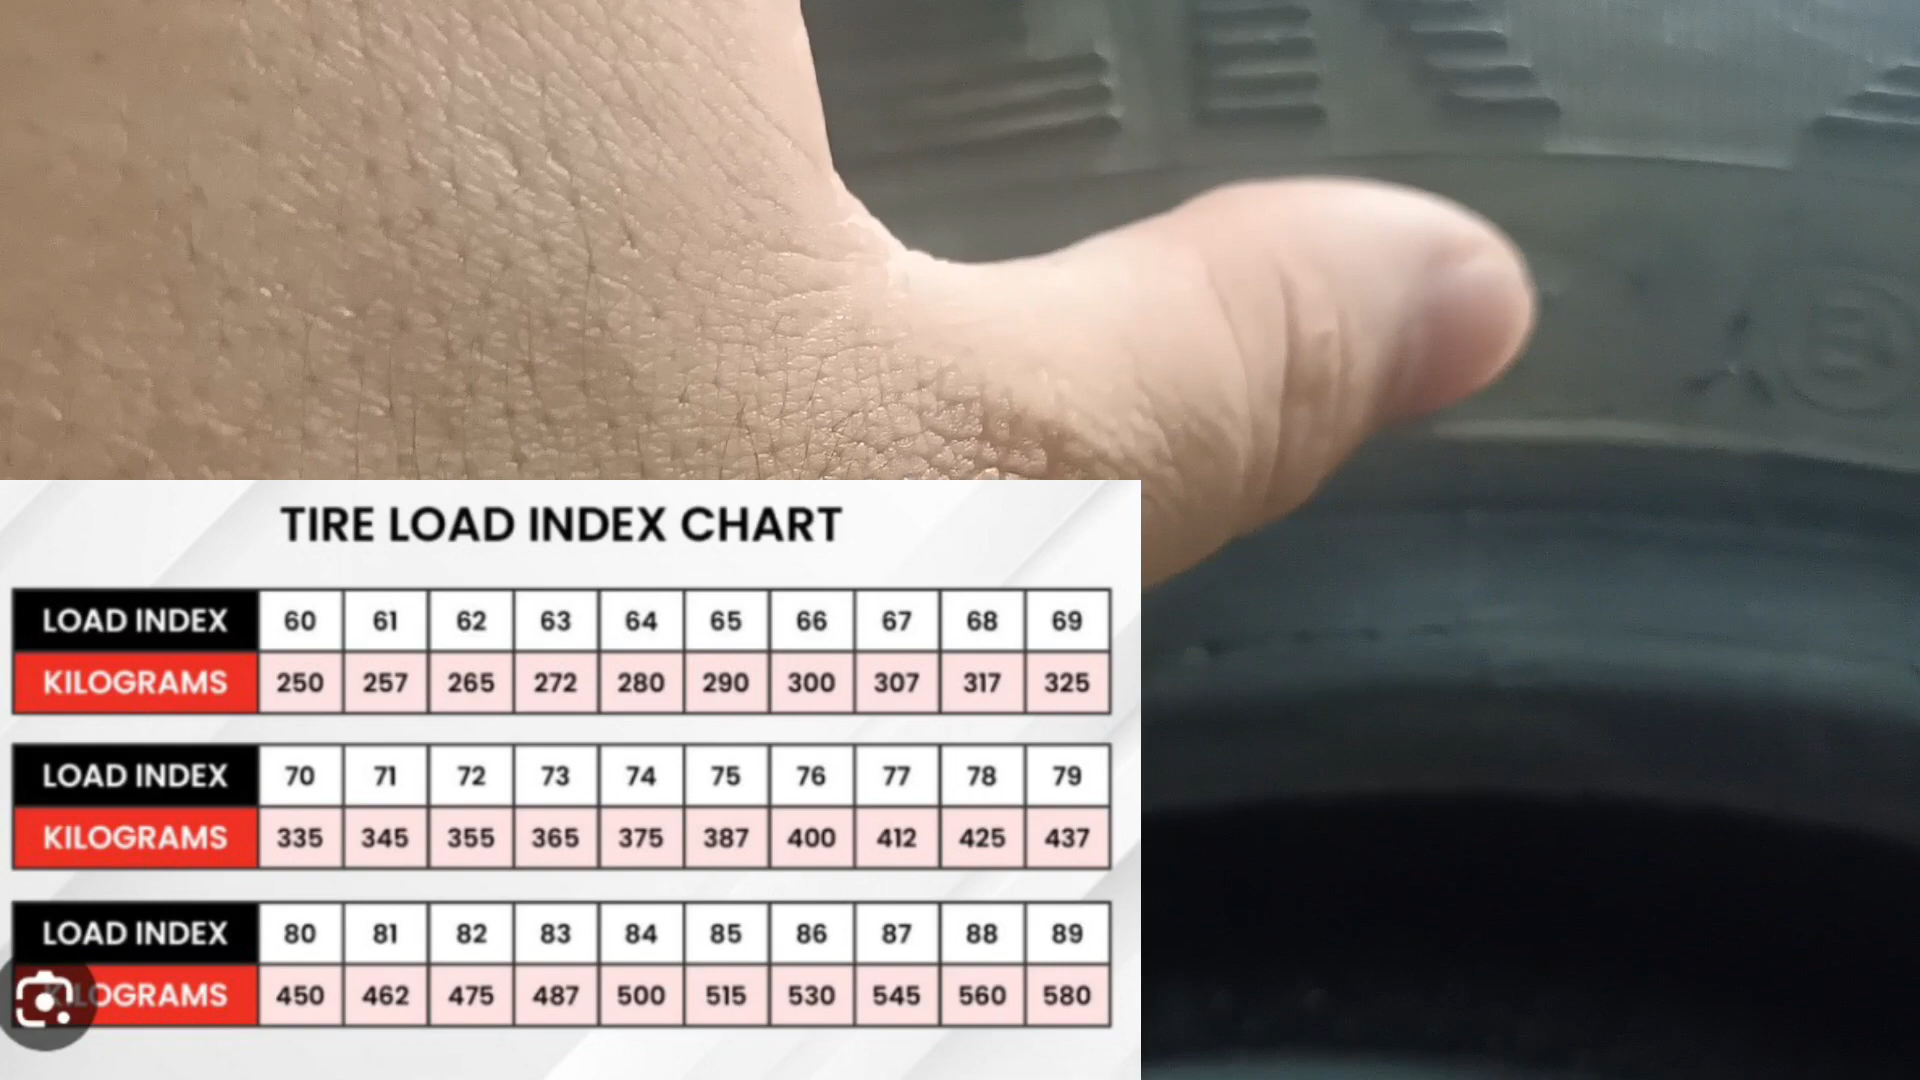 TIRE LOAD INDEX CHART
LOAD INDEX 60 61 62 63 64 65 66 67 68 69
KILOGRAMS 250 257 265 272 280 290 300 307 317 325
LOAD INDEX 70 71 72 73 74 75 76 77 78 79
KILOGRAMS 335 345 355 365 375 387 400 412 425 437
LOAD INDEX 80 81 82 83 84 85 86 87 88 89
KILOGRAMS 450 462 475 487 500 515 530 545 560 580